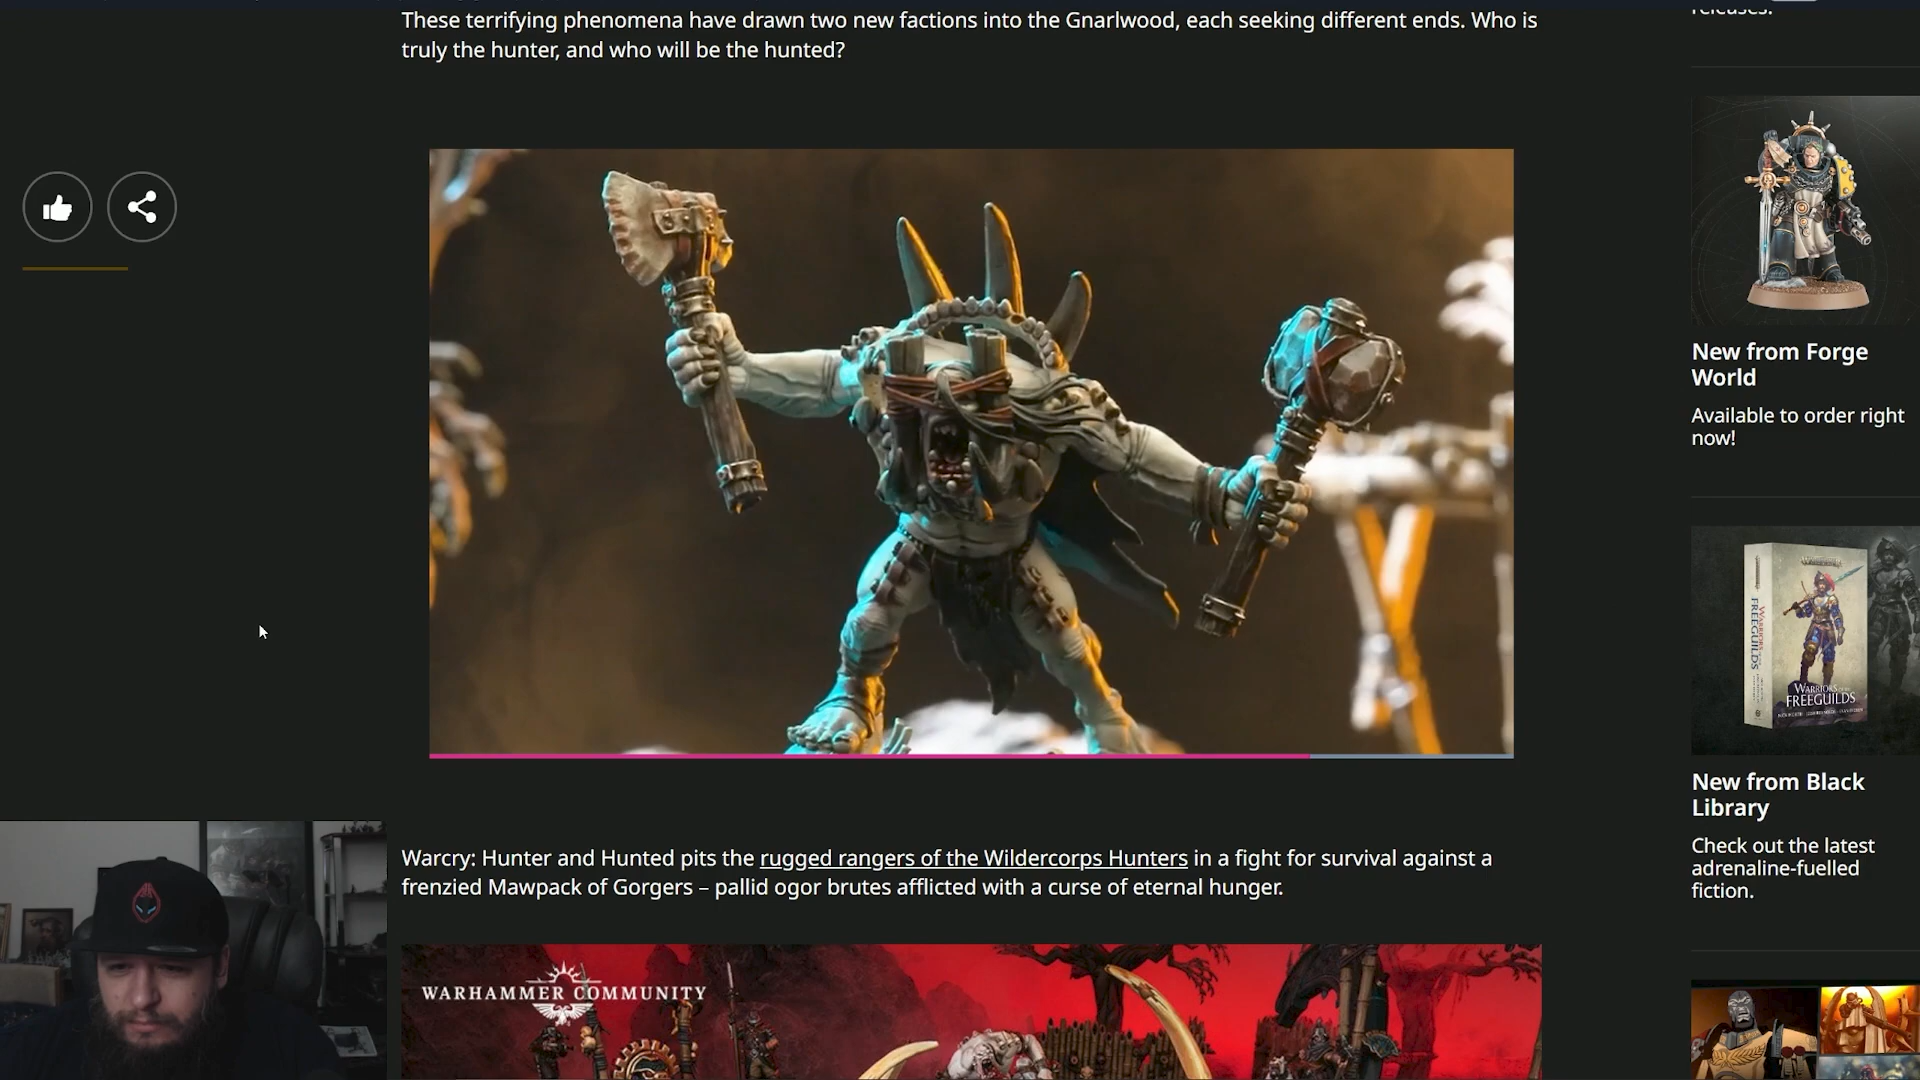 These terrifying phenomena have drawn two new factions into the Gnarlwood, each seeking different ends. Who is
truly the hunter, and who will be the hunted?
releases.
New from Forge
World
Available to order right
now!
WARRIORS
FREEGUILDS
WARRIORS
FREEGUILDS
New from Black
Library
Check out the latest
adrenaline-fuelled
fiction.
Warcry: Hunter and Hunted pits the rugged rangers of the Wildercorps Hunters in a fight for survival against a
frenzied Mawpack of Gorgers – pallid ogor brutes afflicted with a curse of eternal hunger.
WARHAMMER COMMUNITY